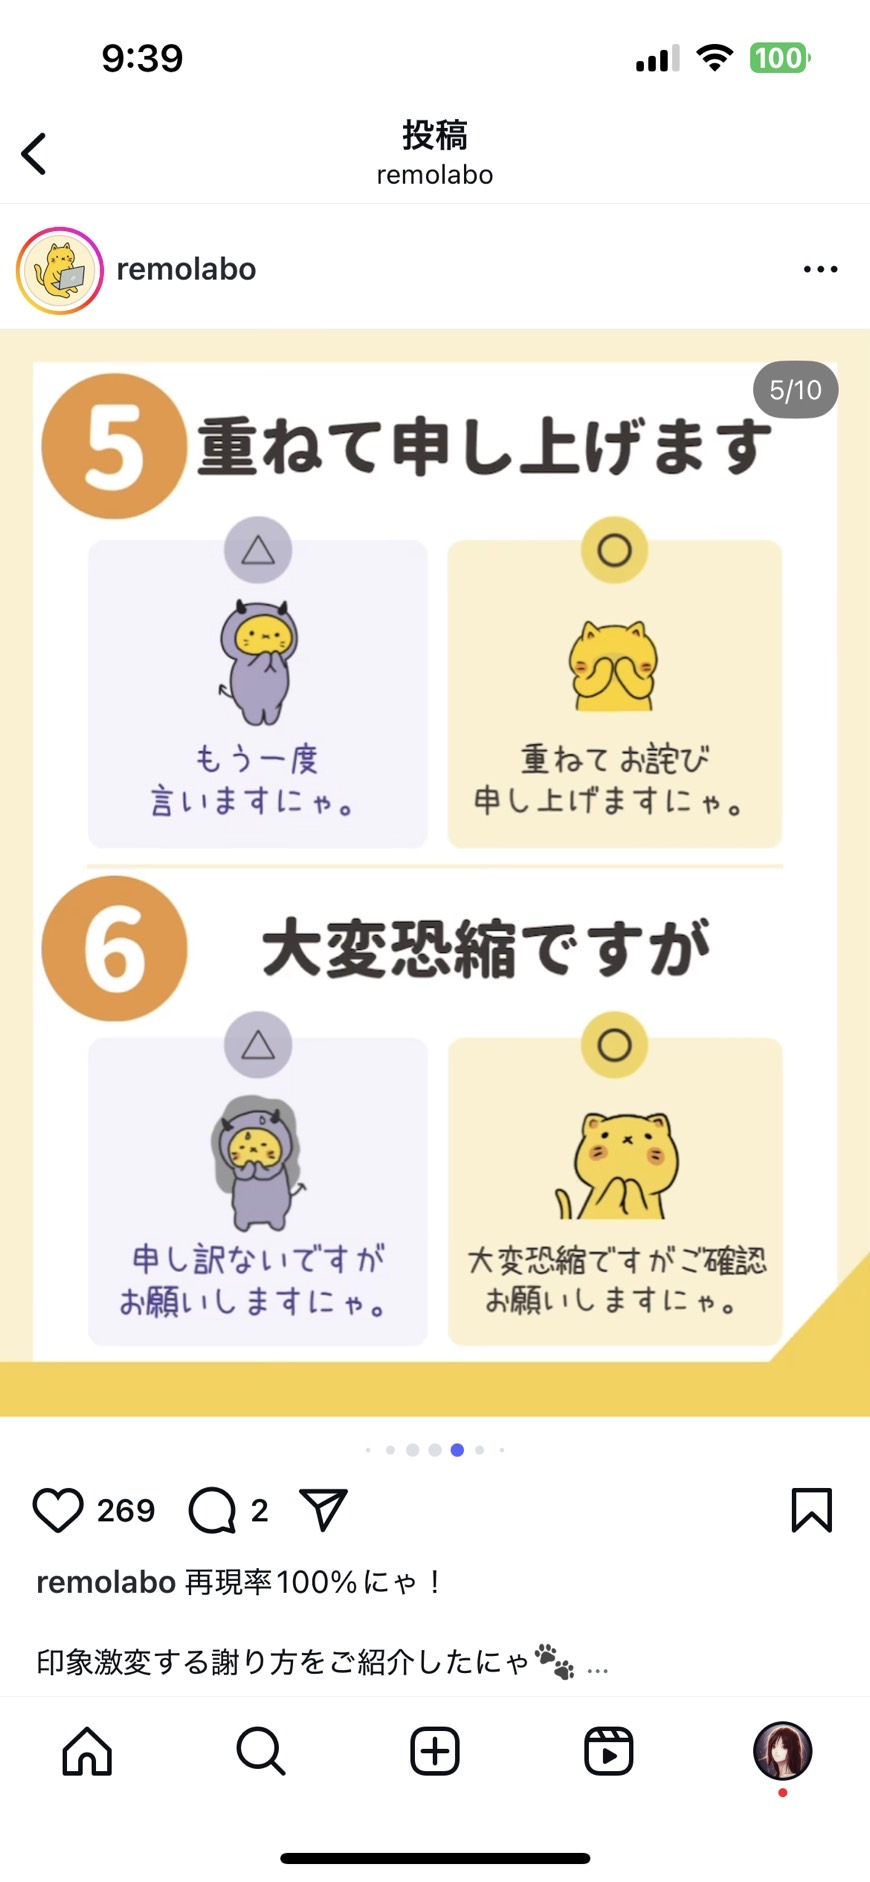 9:39
100
投稿
remolabo
remolabo
5/10
5 重ねて申し上げます
△
もう一度
言いますにゃ。
○
重ねてお詫び
申し上げますにゃ。
6 大変恐縮ですが
△
申し訳ないですが
お願いしますにゃ。
○
大変恐縮ですがご確認
お願いしますにゃ。
269 2
remolabo 再現率100%にゃ！
印象激変する謝り方をご紹介したにゃ🐾 ...